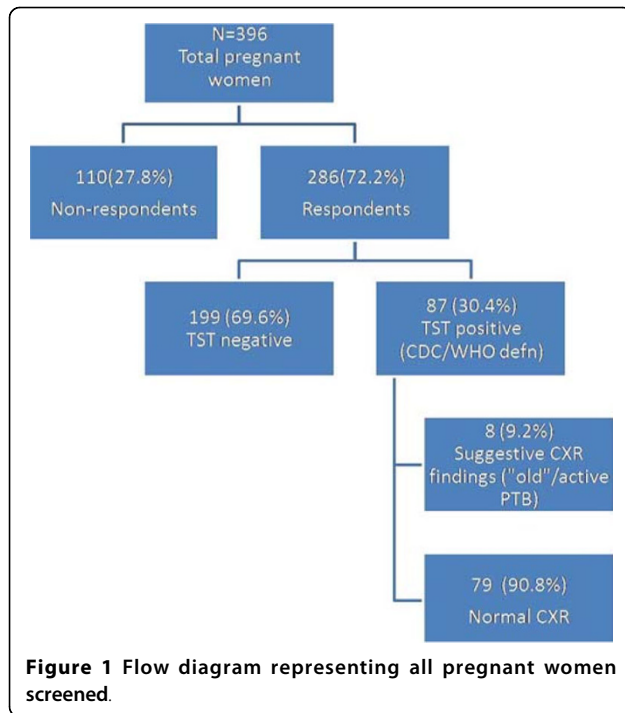 N=396
Total pregnant
women
110(27.8%)
Non-respondents
286(72.2%)
Respondents
199 (69.6%)
TST negative
87 (30.4%)
TST positive
(CDC/WHO defn)
8 (9.2%)
Suggestive CXR
findings ("old"/active
PTB)
79 (90.8%)
Normal CXR
Figure 1 Flow diagram representing all pregnant women
screened.